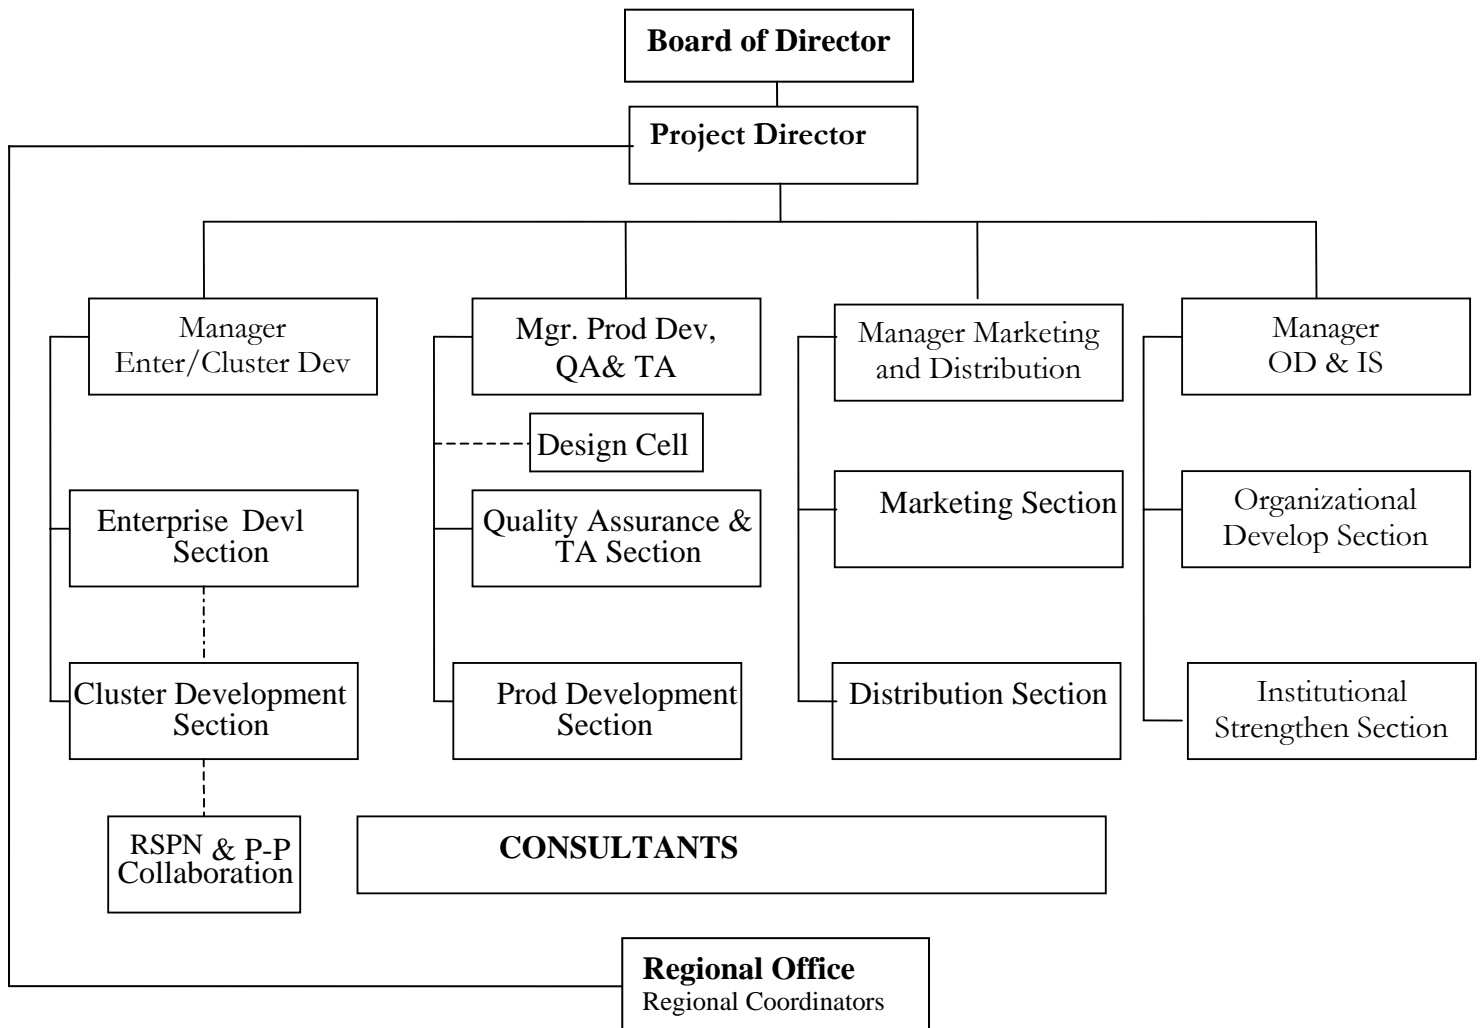 Board of Director
Project Director
Manager
Enter/Cluster Dev
Mgr. Prod Dev,
QA& TA
Manager Marketing
and Distribution
Manager
OD & IS
Design Cell
Enterprise Devl
Section
Quality Assurance &
TA Section
Marketing Section
Organizational
Develop Section
Cluster Development
Section
Prod Development
Section
Distribution Section
Institutional
Strengthen Section
RSPN & P-P
Collaboration
CONSULTANTS
Regional Office
Regional Coordinators